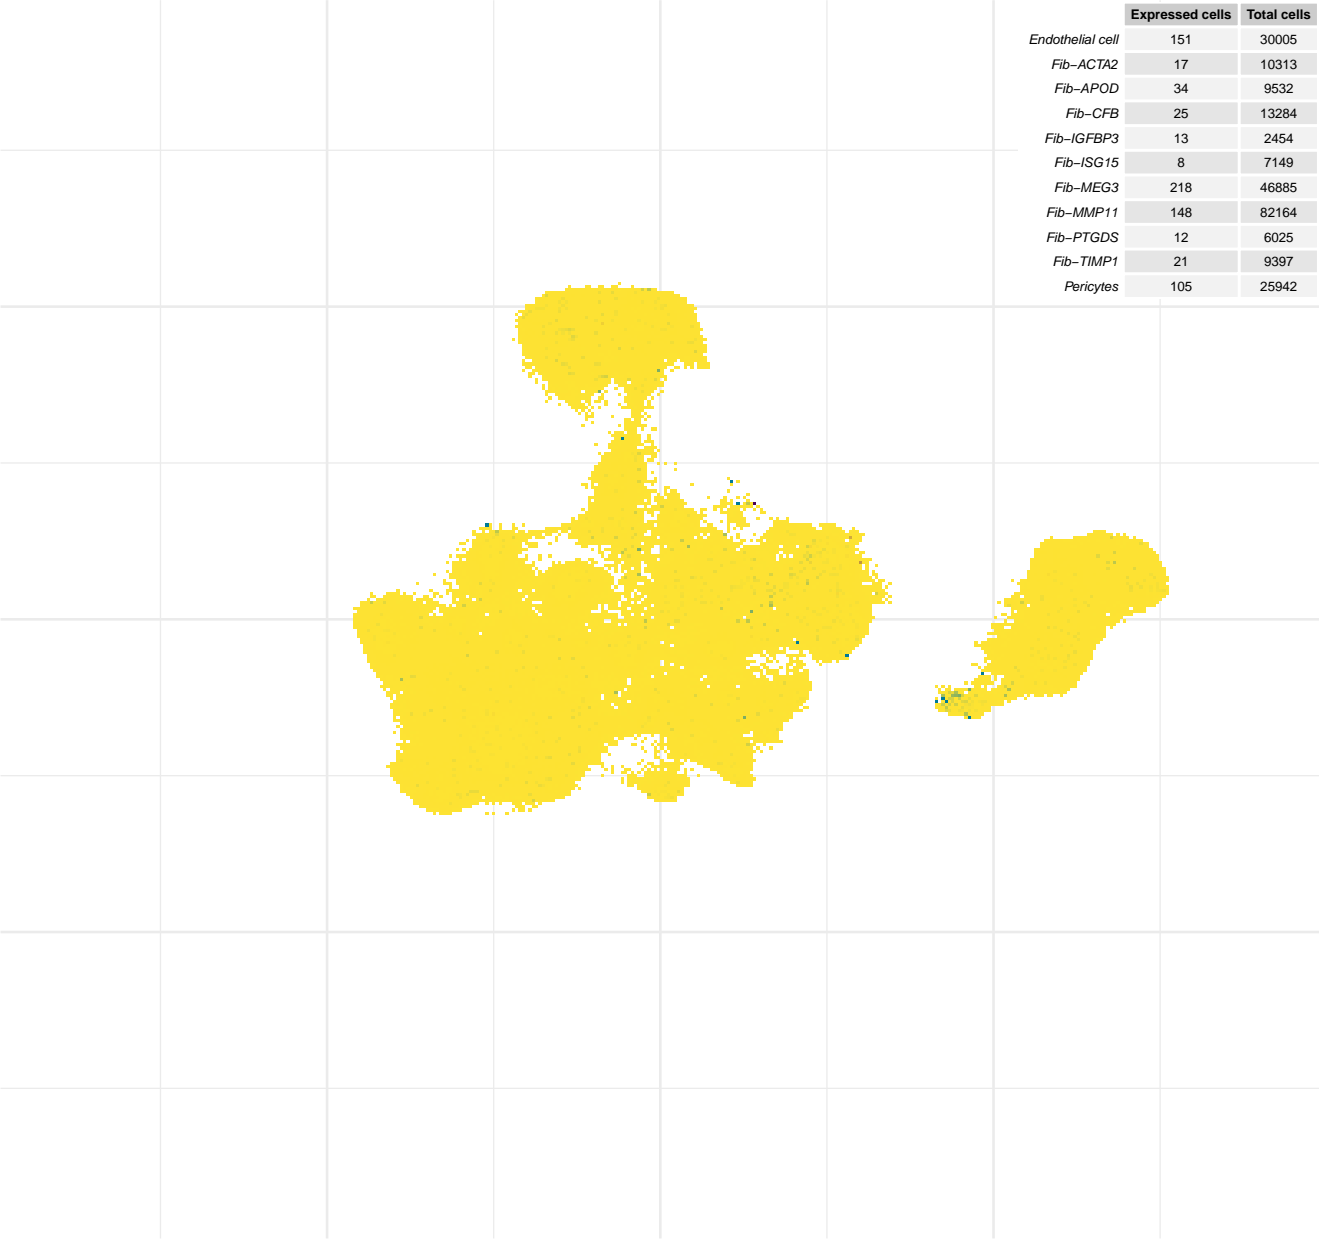 Expressed cells Total cells
Endothelial cell 151 30005
Fib−ACTA2 17 10313
Fib−APOD 34 9532
Fib−CFB 25 13284
Fib−IGFBP3 13 2454
Fib−ISG15 8 7149
Fib−MEG3 218 46885
Fib−MMP11 148 82164
Fib−PTGDS 12 6025
Fib−TIMP1 21 9397
Pericytes 105 25942